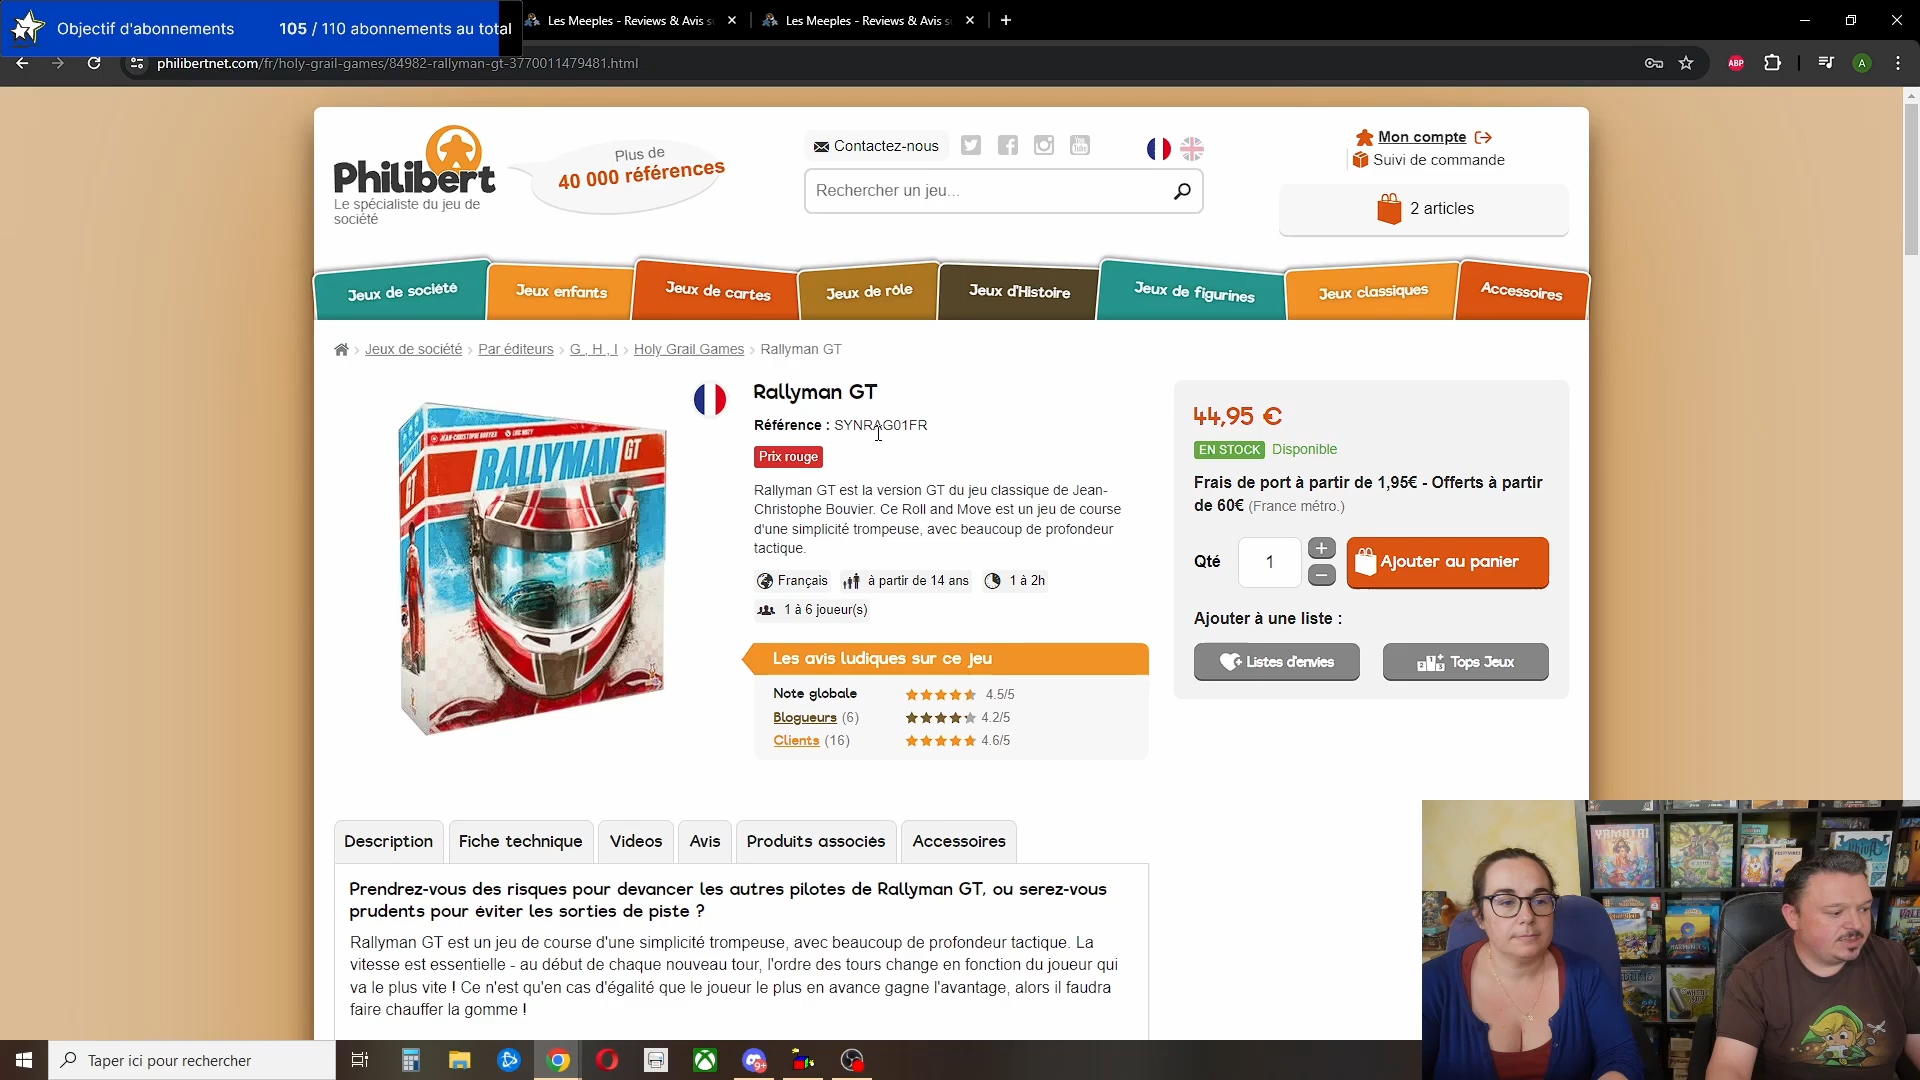 Objectif d'abonnements 105 / 110 abonnements au total
Les Meeples - Reviews & Avis s
Les Meeples - Reviews & Avis s
philibertnet.com/fr/holy-grail-games/84982-rallyman-gt-3770011479481.html
ABP
A
Philibert
Le spécialiste du jeu de
société
Plus de
40 000 références
Contactez-nous
You
Tube
Rechercher un jeu...
Mon compte
Suivi de commande
2 articles
Jeux de société
Jeux enfants
Jeux de cartes
Jeux de rôle
Jeux d'Histoire
Jeux de figurines
Jeux classiques
Accessoires
Jeux de société > Par éditeurs > G , H , I > Holy Grail Games > Rallyman GT
JEAN-CHRISTOPHE BOUVIER
RALLYMAN GT
GT
Rallyman GT
Référence : SYNRAG01FR
Prix rouge
Rallyman GT est la version GT du jeu classique de Jean-
Christophe Bouvier. Ce Roll and Move est un jeu de course
d'une simplicité trompeuse, avec beaucoup de profondeur
tactique.
Français à partir de 14 ans 1 à 2h
1 à 6 joueur(s)
Les avis ludiques sur ce jeu
Note globale 4.5/5
Blogueurs (6) 4.2/5
Clients (16) 4.6/5
44,95 €
EN STOCK Disponible
Frais de port à partir de 1,95€ - Offerts à partir
de 60€ (France métro.)
Qté 1 + − Ajouter au panier
Ajouter à une liste :
Listes d'envies
Tops Jeux
Description
Fiche technique
Videos
Avis
Produits associés
Accessoires
Prendrez-vous des risques pour devancer les autres pilotes de Rallyman GT, ou serez-vous
prudents pour éviter les sorties de piste ?
Rallyman GT est un jeu de course d'une simplicité trompeuse, avec beaucoup de profondeur tactique. La
vitesse est essentielle - au début de chaque nouveau tour, l'ordre des tours change en fonction du joueur qui
va le plus vite ! Ce n'est qu'en cas d'égalité que le joueur le plus en avance gagne l'avantage, alors il faudra
faire chauffer la gomme !
YAMATAI
Taper ici pour rechercher
9+